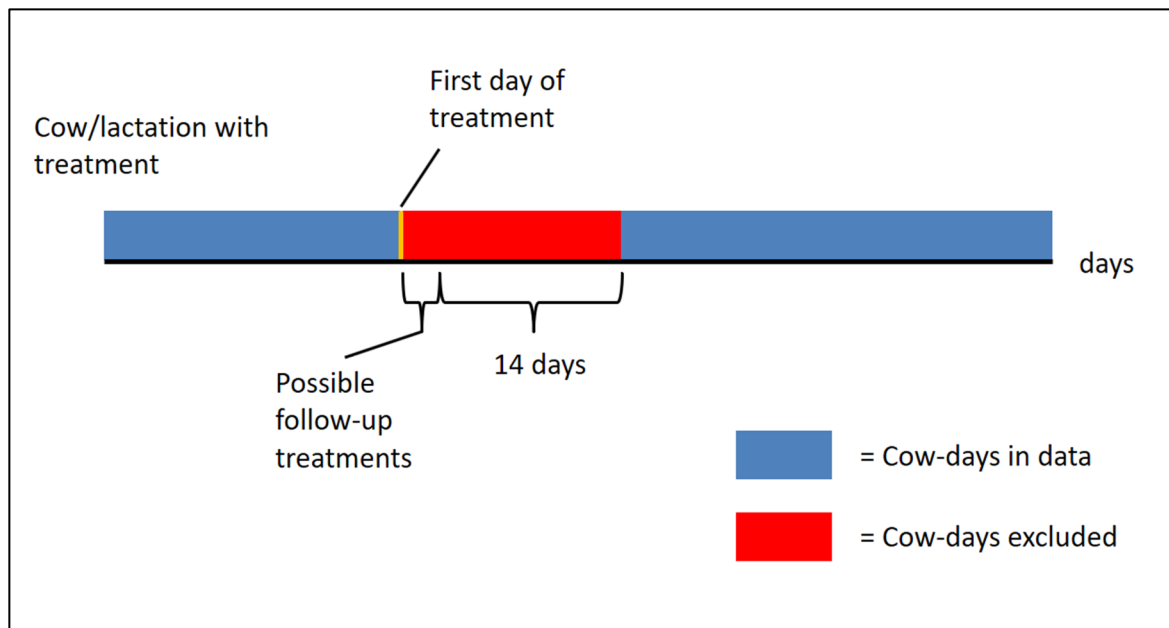 First day of
treatment
Cow/lactation with
treatment
days
14 days
Possible
follow-up
treatments
= Cow-days in data
= Cow-days excluded